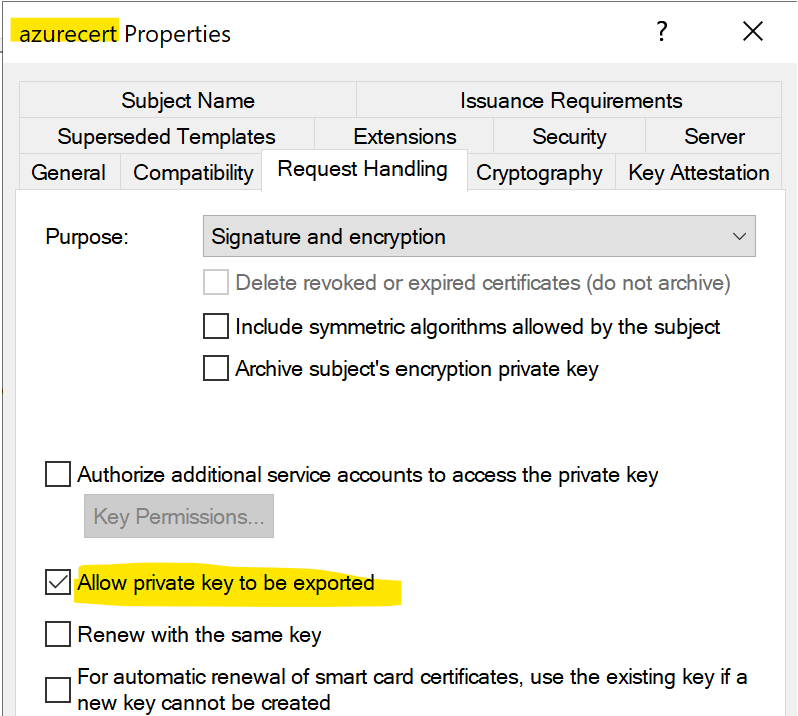 azurecert Properties
?
Subject Name
Issuance Requirements
Superseded Templates
Extensions
Security
Server
General
Compatibility
Request Handling
Cryptography
Key Attestation
Purpose:
Signature and encryption
Delete revoked or expired certificates (do not archive)
Include symmetric algorithms allowed by the subject
Archive subject's encryption private key
Authorize additional service accounts to access the private key
Key Permissions...
Allow private key to be exported
Renew with the same key
For automatic renewal of smart card certificates, use the existing key if a
new key cannot be created